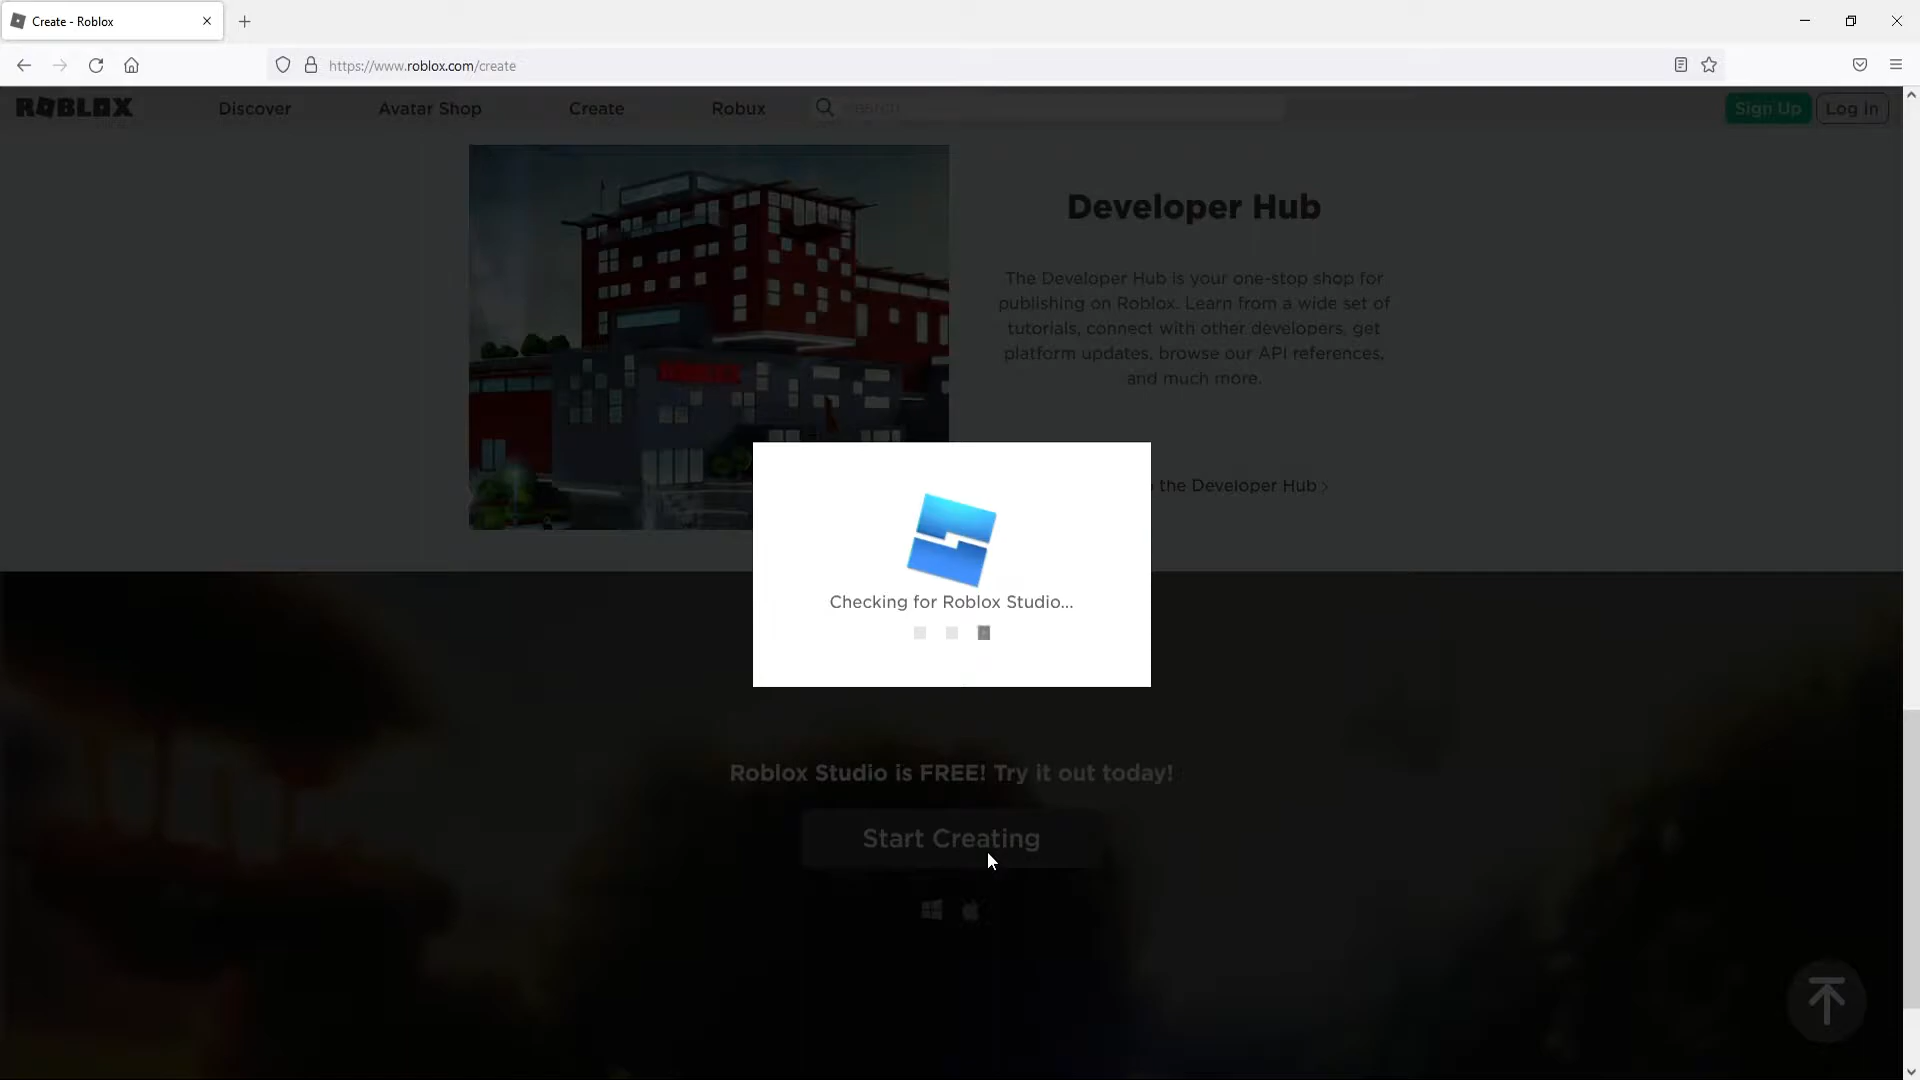 Create - Roblox
https://www.roblox.com/create
ROBLOX
Discover
Avatar Shop
Create
Robux
Search
Sign Up
Log In
Developer Hub
The Developer Hub is your one-stop shop for
publishing on Roblox. Learn from a wide set of
tutorials, connect with other developers, get
platform updates, browse our API references,
and much more.
ROBLOX
the Developer Hub >
Checking for Roblox Studio...
Roblox Studio is FREE! Try it out today!
Start Creating